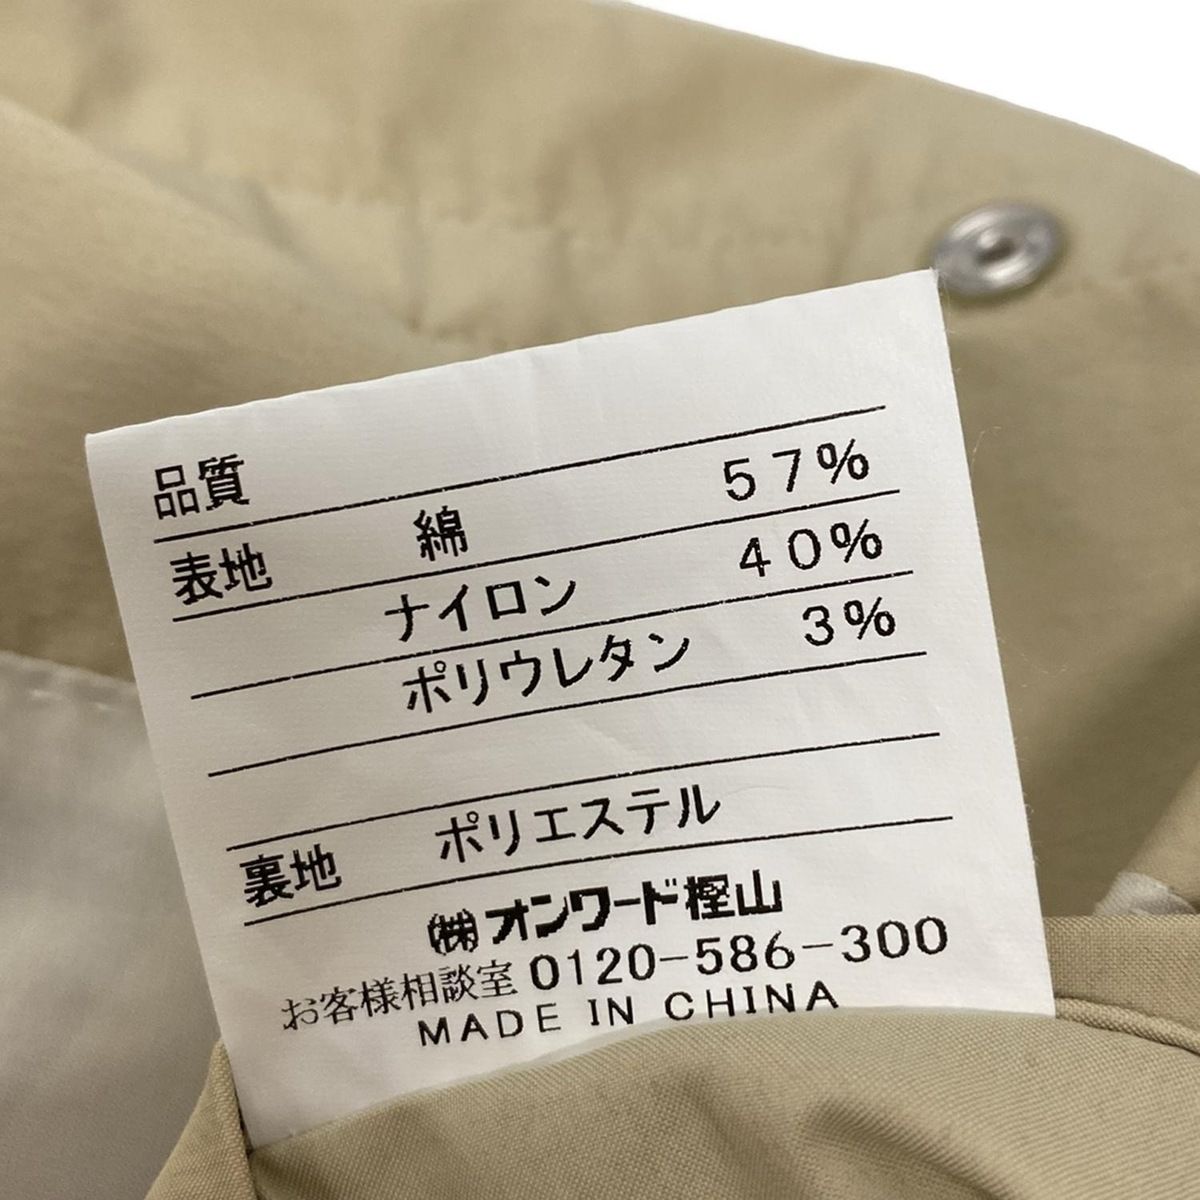 品質
表地 綿 57%
ナイロン 40%
ポリウレタン 3%
裏地 ポリエステル
㈱オンワード樫山
お客様相談室 0120-586-300
MADE IN CHINA